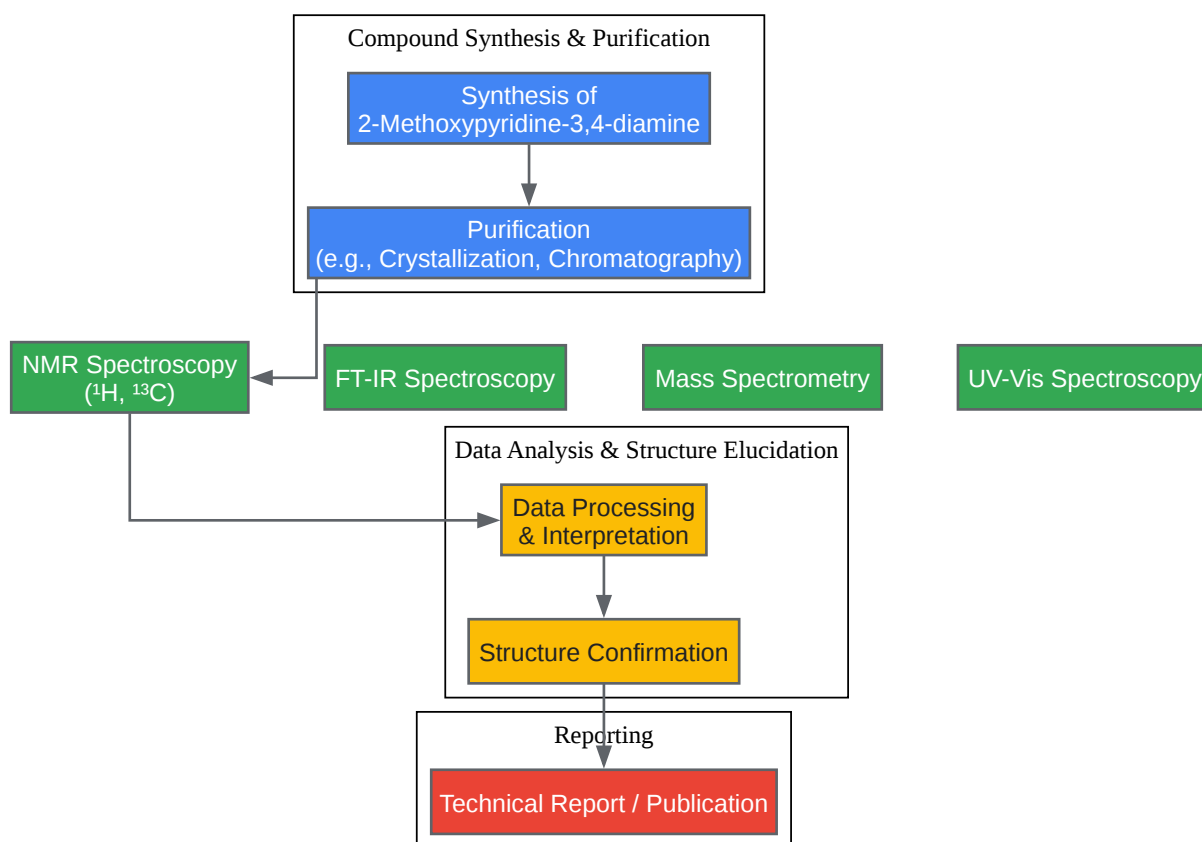 Compound Synthesis & Purification
Synthesis of
2-Methoxypyridine-3,4-diamine
Purification
(e.g., Crystallization, Chromatography)
NMR Spectroscopy
(¹H, ¹³C)
FT-IR Spectroscopy
Mass Spectrometry
UV-Vis Spectroscopy
Data Analysis & Structure Elucidation
Data Processing
& Interpretation
Structure Confirmation
Reporting
Technical Report / Publication